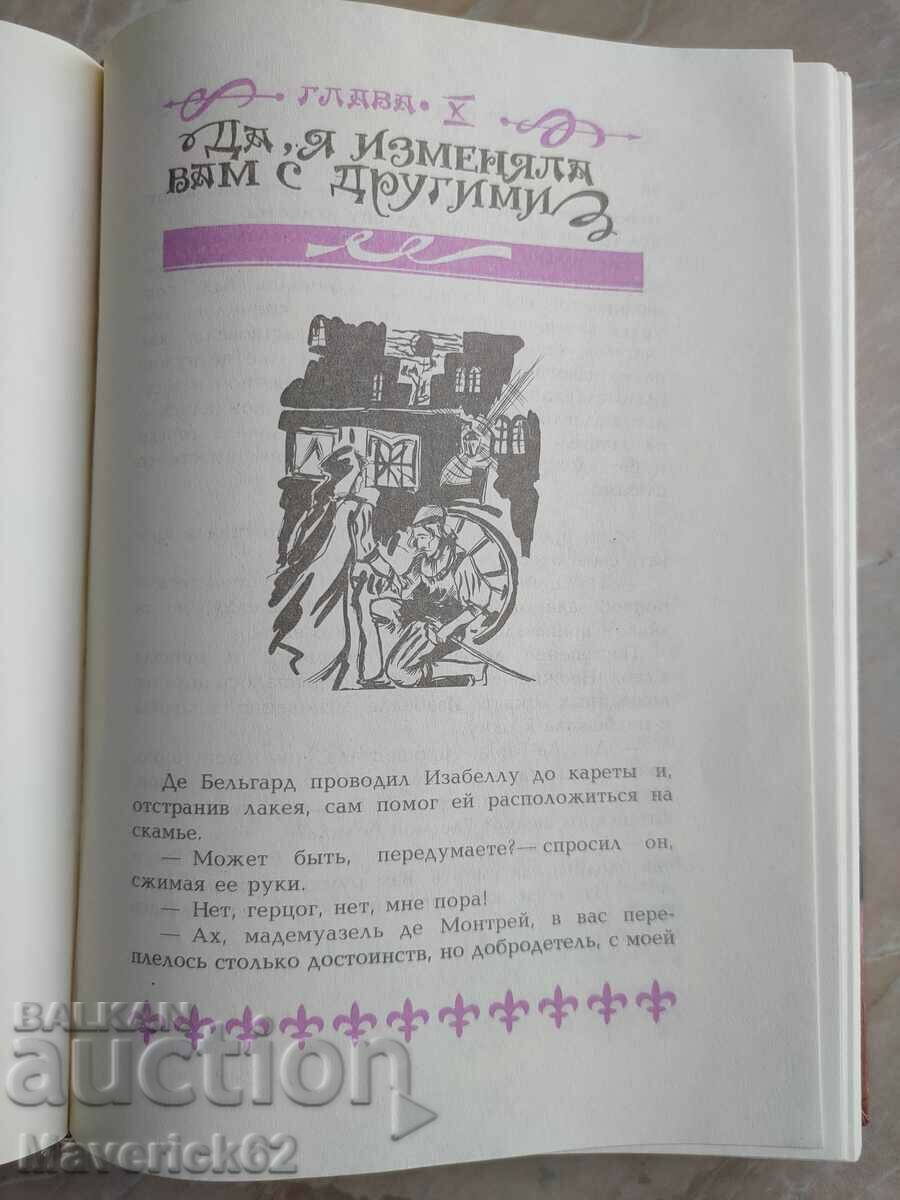 ГЛАВА X
ДА, Я ИЗМЕНЯЛА
ВАМ С ДРУГИМИ
Де Бельгард проводил Изабеллу до кареты и,
отстранив лакея, сам помог ей расположиться на
скамье.
— Может быть, передумаете?— спросил он,
сжимая ее руки.
— Нет, герцог, нет, мне пора!
— Ах, мадемуазель де Монтрей, в вас пере-
плелось столько достоинств, но добродетель, с моей
BALKAN
auction
Maverick62